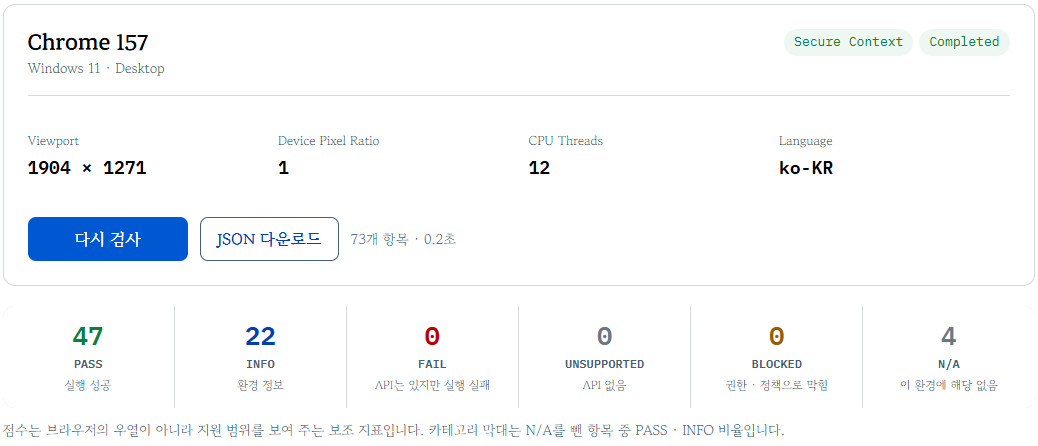 Chrome 157
Secure Context
Completed
Windows 11 · Desktop
Viewport
Device Pixel Ratio
CPU Threads
Language
1904 × 1271
1
12
ko-KR
다시 검사
JSON 다운로드
73개 항목 · 0.2초
47
22
0
0
0
4
PASS
INFO
FAIL
UNSUPPORTED
BLOCKED
N/A
실행 성공
환경 정보
API는 있지만 실행 실패
API 없음
권한 · 정책으로 막힘
이 환경에 해당 없음
점수는 브라우저의 우열이 아니라 지원 범위를 보여 주는 보조 지표입니다. 카테고리 막대는 N/A를 뺀 항목 중 PASS · INFO 비율입니다.